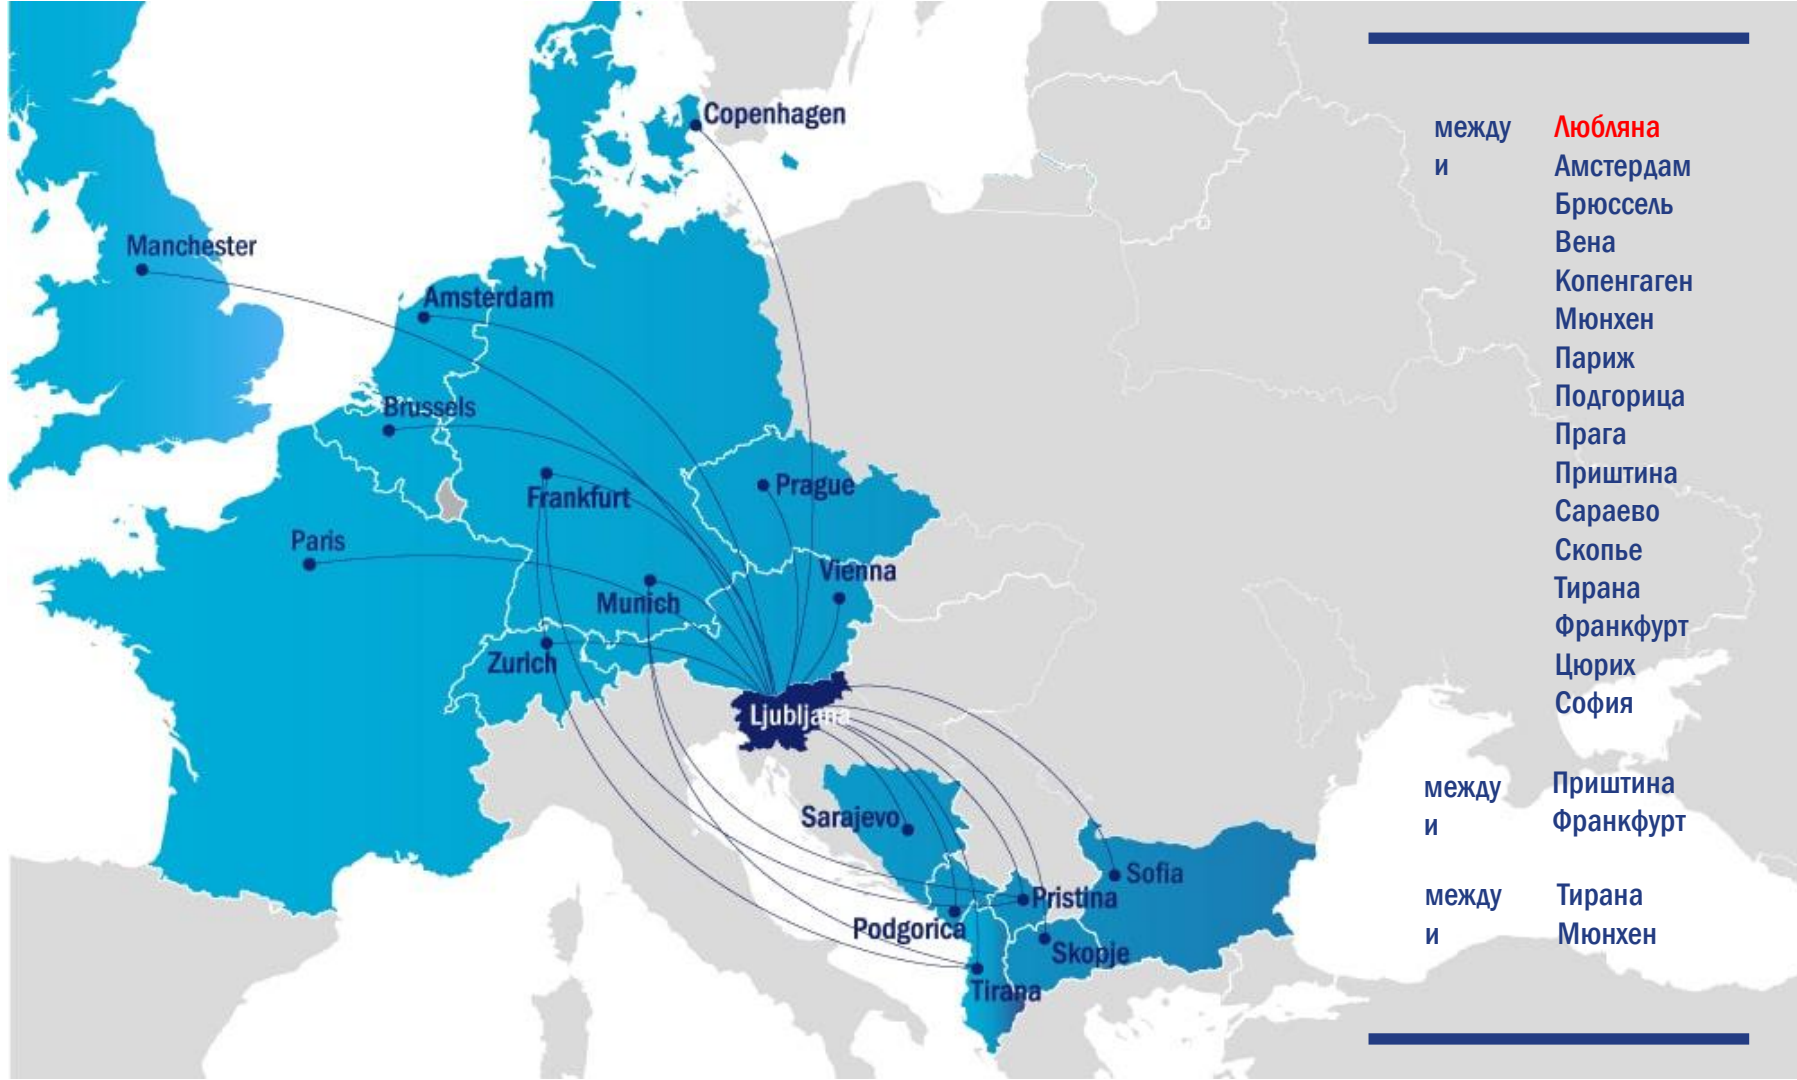 Copenhagen
Manchester
Amsterdam
Brussels
Frankfurt
Prague
Paris
Vienna
Munich
Zurich
Ljubljana
Sarajevo
Sofia
Pristina
Podgorica
Skopje
Tirana
между Любляна
и Амстердам
Брюссель
Вена
Копенгаген
Мюнхен
Париж
Подгорица
Прага
Приштина
Сараево
Скопье
Тирана
Франкфурт
Цюрих
София
между Приштина
и Франкфурт
между Тирана
и Мюнхен